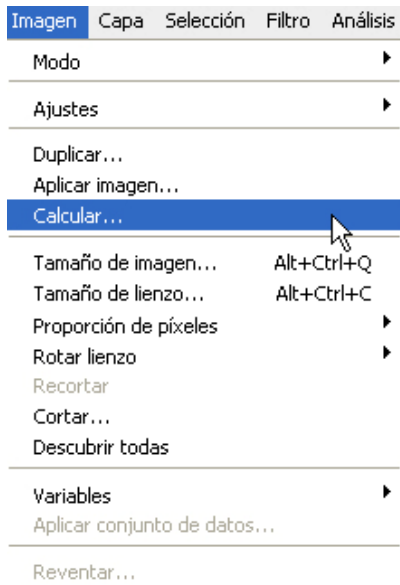 Imagen Capa Selección Filtro Análisis
Modo
Ajustes
Duplicar...
Aplicar imagen...
Calcular...
Tamaño de imagen... Alt+Ctrl+Q
Tamaño de lienzo... Alt+Ctrl+C
Proporción de píxeles
Rotar lienzo
Recortar
Cortar...
Descubrir todas
Variables
Aplicar conjunto de datos...
Reventar...